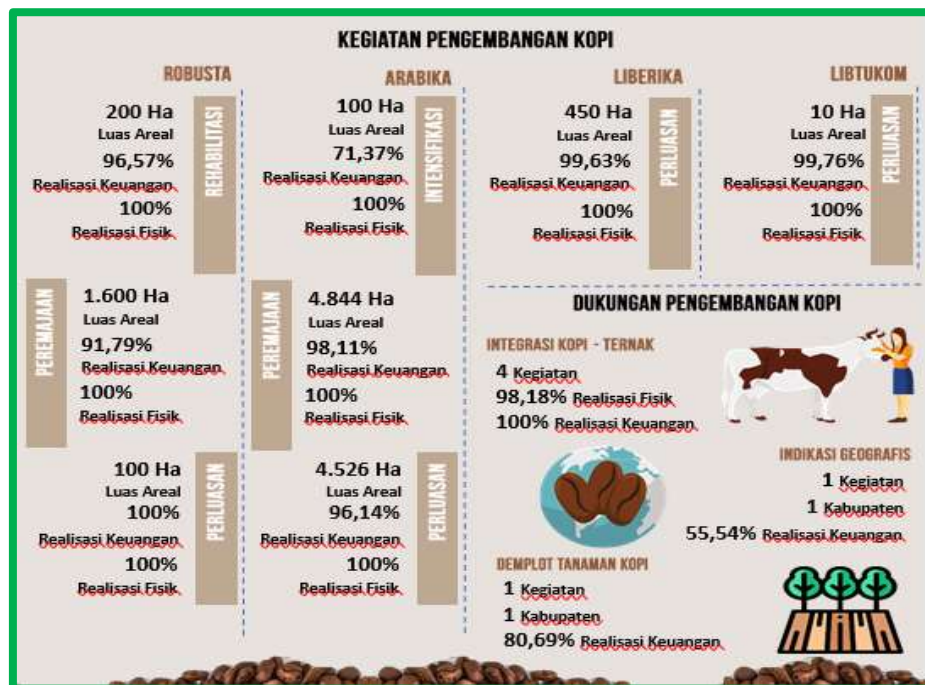 KEGIATAN PENGEMBANGAN KOPI
ROBUSTA
200 Ha
Luas Areal
96,57%
Realisasi Keuangan
100%
Realisasi Fisik
REHABILITASI
1.600 Ha
Luas Areal
91,79%
Realisasi Keuangan
100%
Realisasi Fisik
PEREMAJAAN
100 Ha
Luas Areal
100%
Realisasi Keuangan
100%
Realisasi Fisik
PERLUASAN
ARABIKA
100 Ha
Luas Areal
71,37%
Realisasi Keuangan
100%
Realisasi Fisik
INTENSIFIKASI
4.844 Ha
Luas Areal
98,11%
Realisasi Keuangan
100%
Realisasi Fisik
PEREMAJAAN
4.526 Ha
Luas Areal
96,14%
Realisasi Keuangan
100%
Realisasi Fisik
PERLUASAN
LIBERIKA
450 Ha
Luas Areal
99,63%
Realisasi Keuangan
100%
Realisasi Fisik
PERLUASAN
LIBTUKOM
10 Ha
Luas Areal
99,76%
Realisasi Keuangan
100%
Realisasi Fisik
PERLUASAN
DUKUNGAN PENGEMBANGAN KOPI
INTEGRASI KOPI - TERNAK
4 Kegiatan
98,18% Realisasi Fisik
100% Realisasi Keuangan
INDIKASI GEOGRAFIS
1 Kegiatan
1 Kabupaten
55,54% Realisasi Keuangan
DEMPLOT TANAMAN KOPI
1 Kegiatan
1 Kabupaten
80,69% Realisasi Keuangan